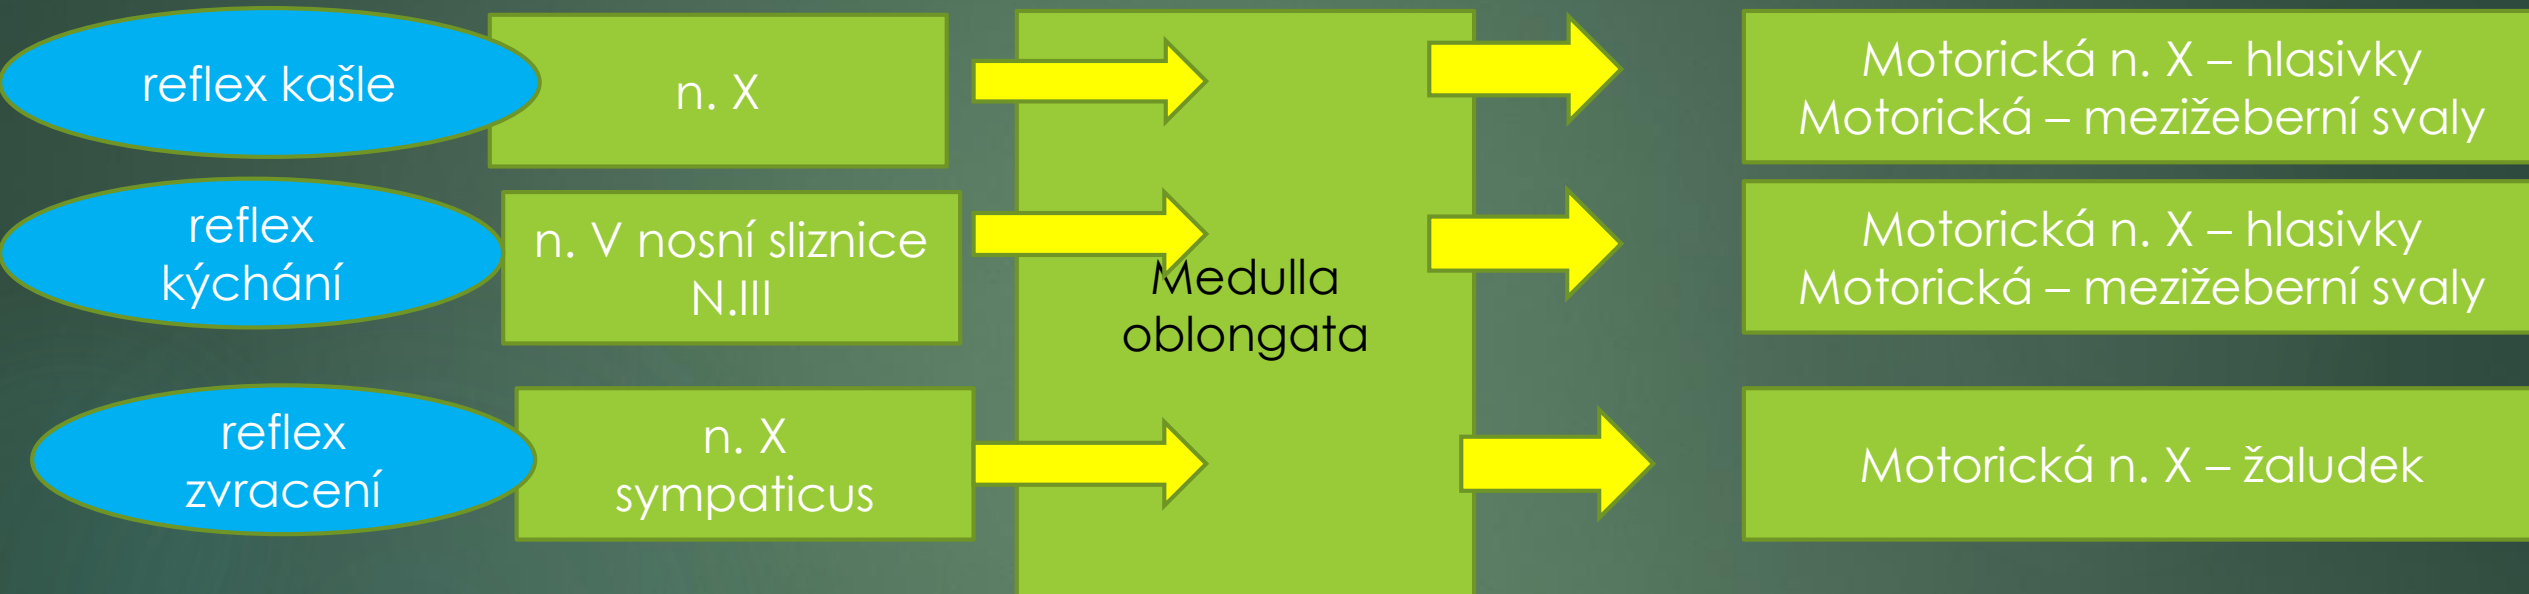 reflex kašle
n. X
Motorická n. X – hlasivky
Motorická – mezižeberní svaly
reflex
kýchání
n. V nosní sliznice
N.III
Medulla
oblongata
Motorická n. X – hlasivky
Motorická – mezižeberní svaly
reflex
zvracení
n. X
sympaticus
Motorická n. X – žaludek